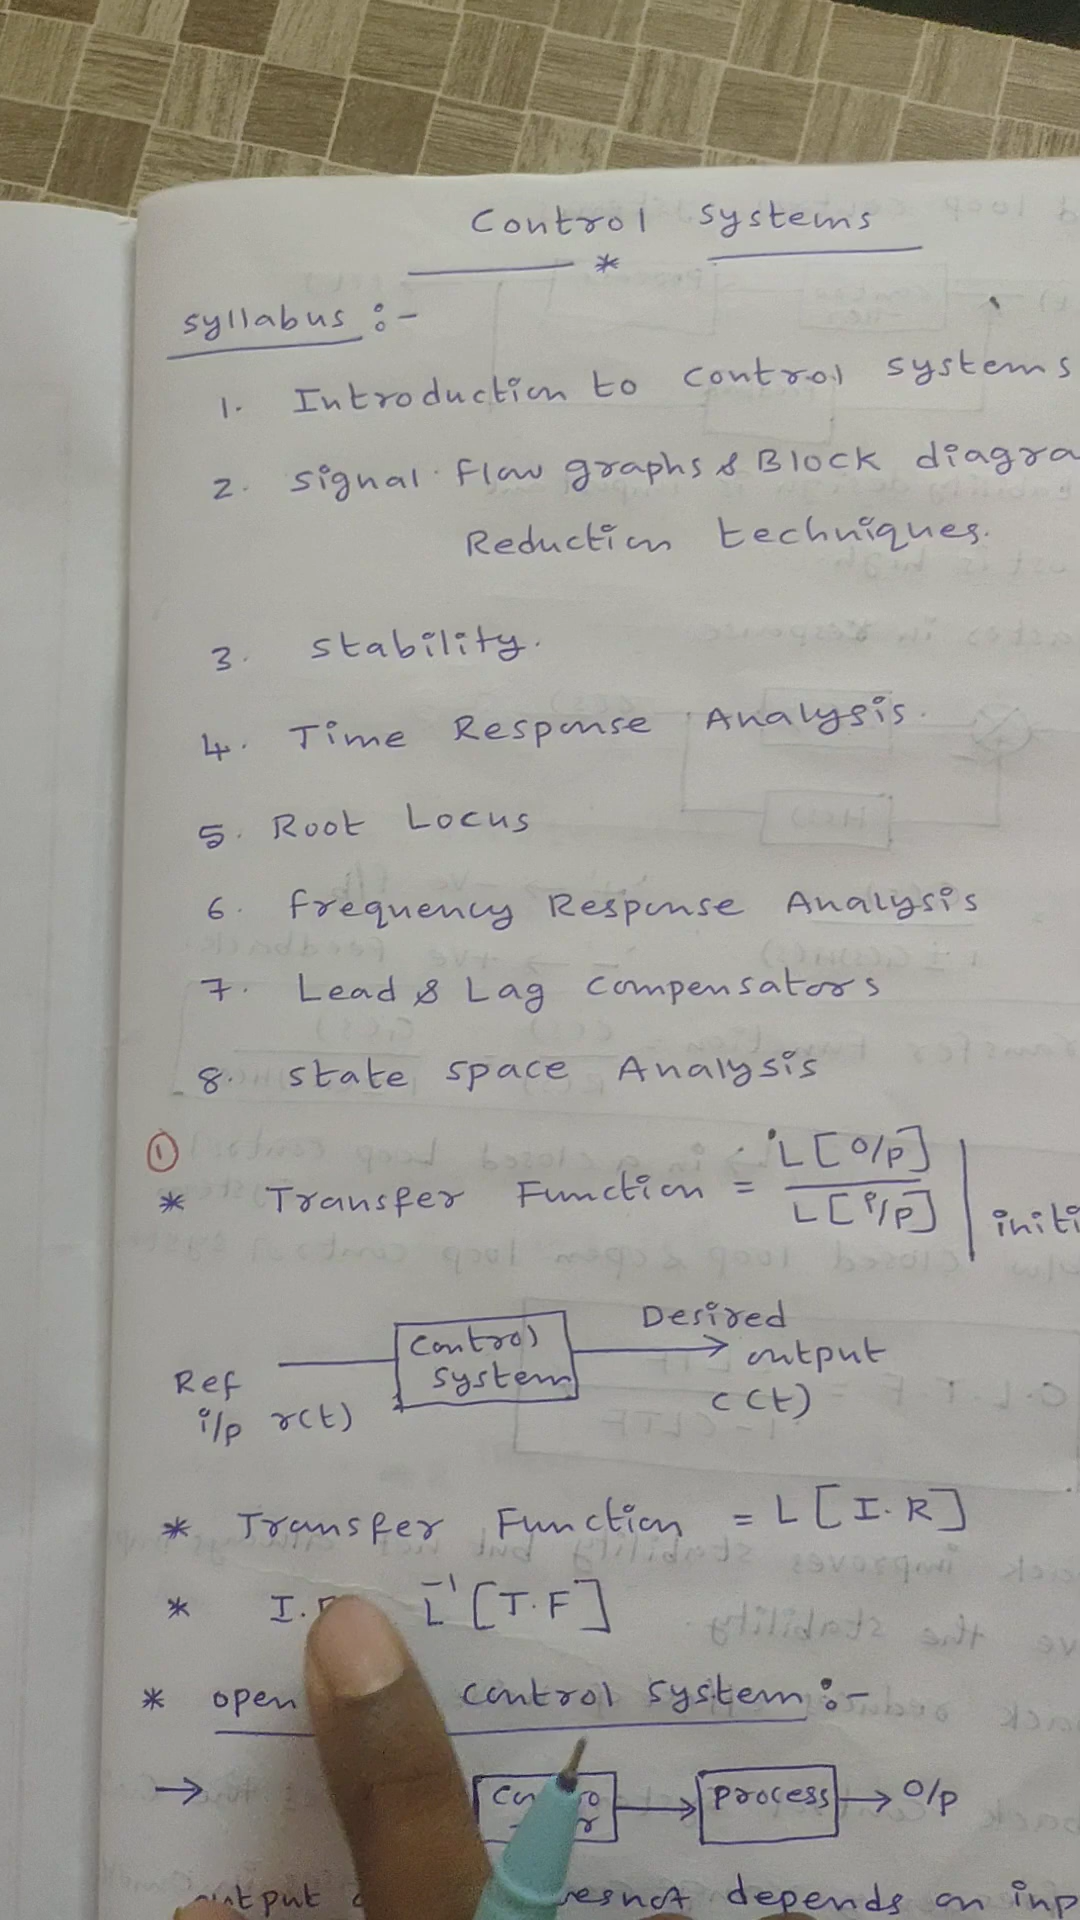 Control systems
*
syllabus :-
1. Introduction to control systems
2. signal flow graphs & Block diagra
Reduction techniques.
3. stability.
4. Time Response Analysis.
5. Root Locus
6. frequency Response Analysis
7. Lead & Lag compensators
8. state space Analysis
①
* Transfer Function = L[O/P] / L[i/p] | initi
Ref i/p r(t)
control system
Desired output c(t)
* Transfer Function = L[I.R]
* I. L⁻¹[T.F]
* open control system :-
→ process → O/p
output depends on inp